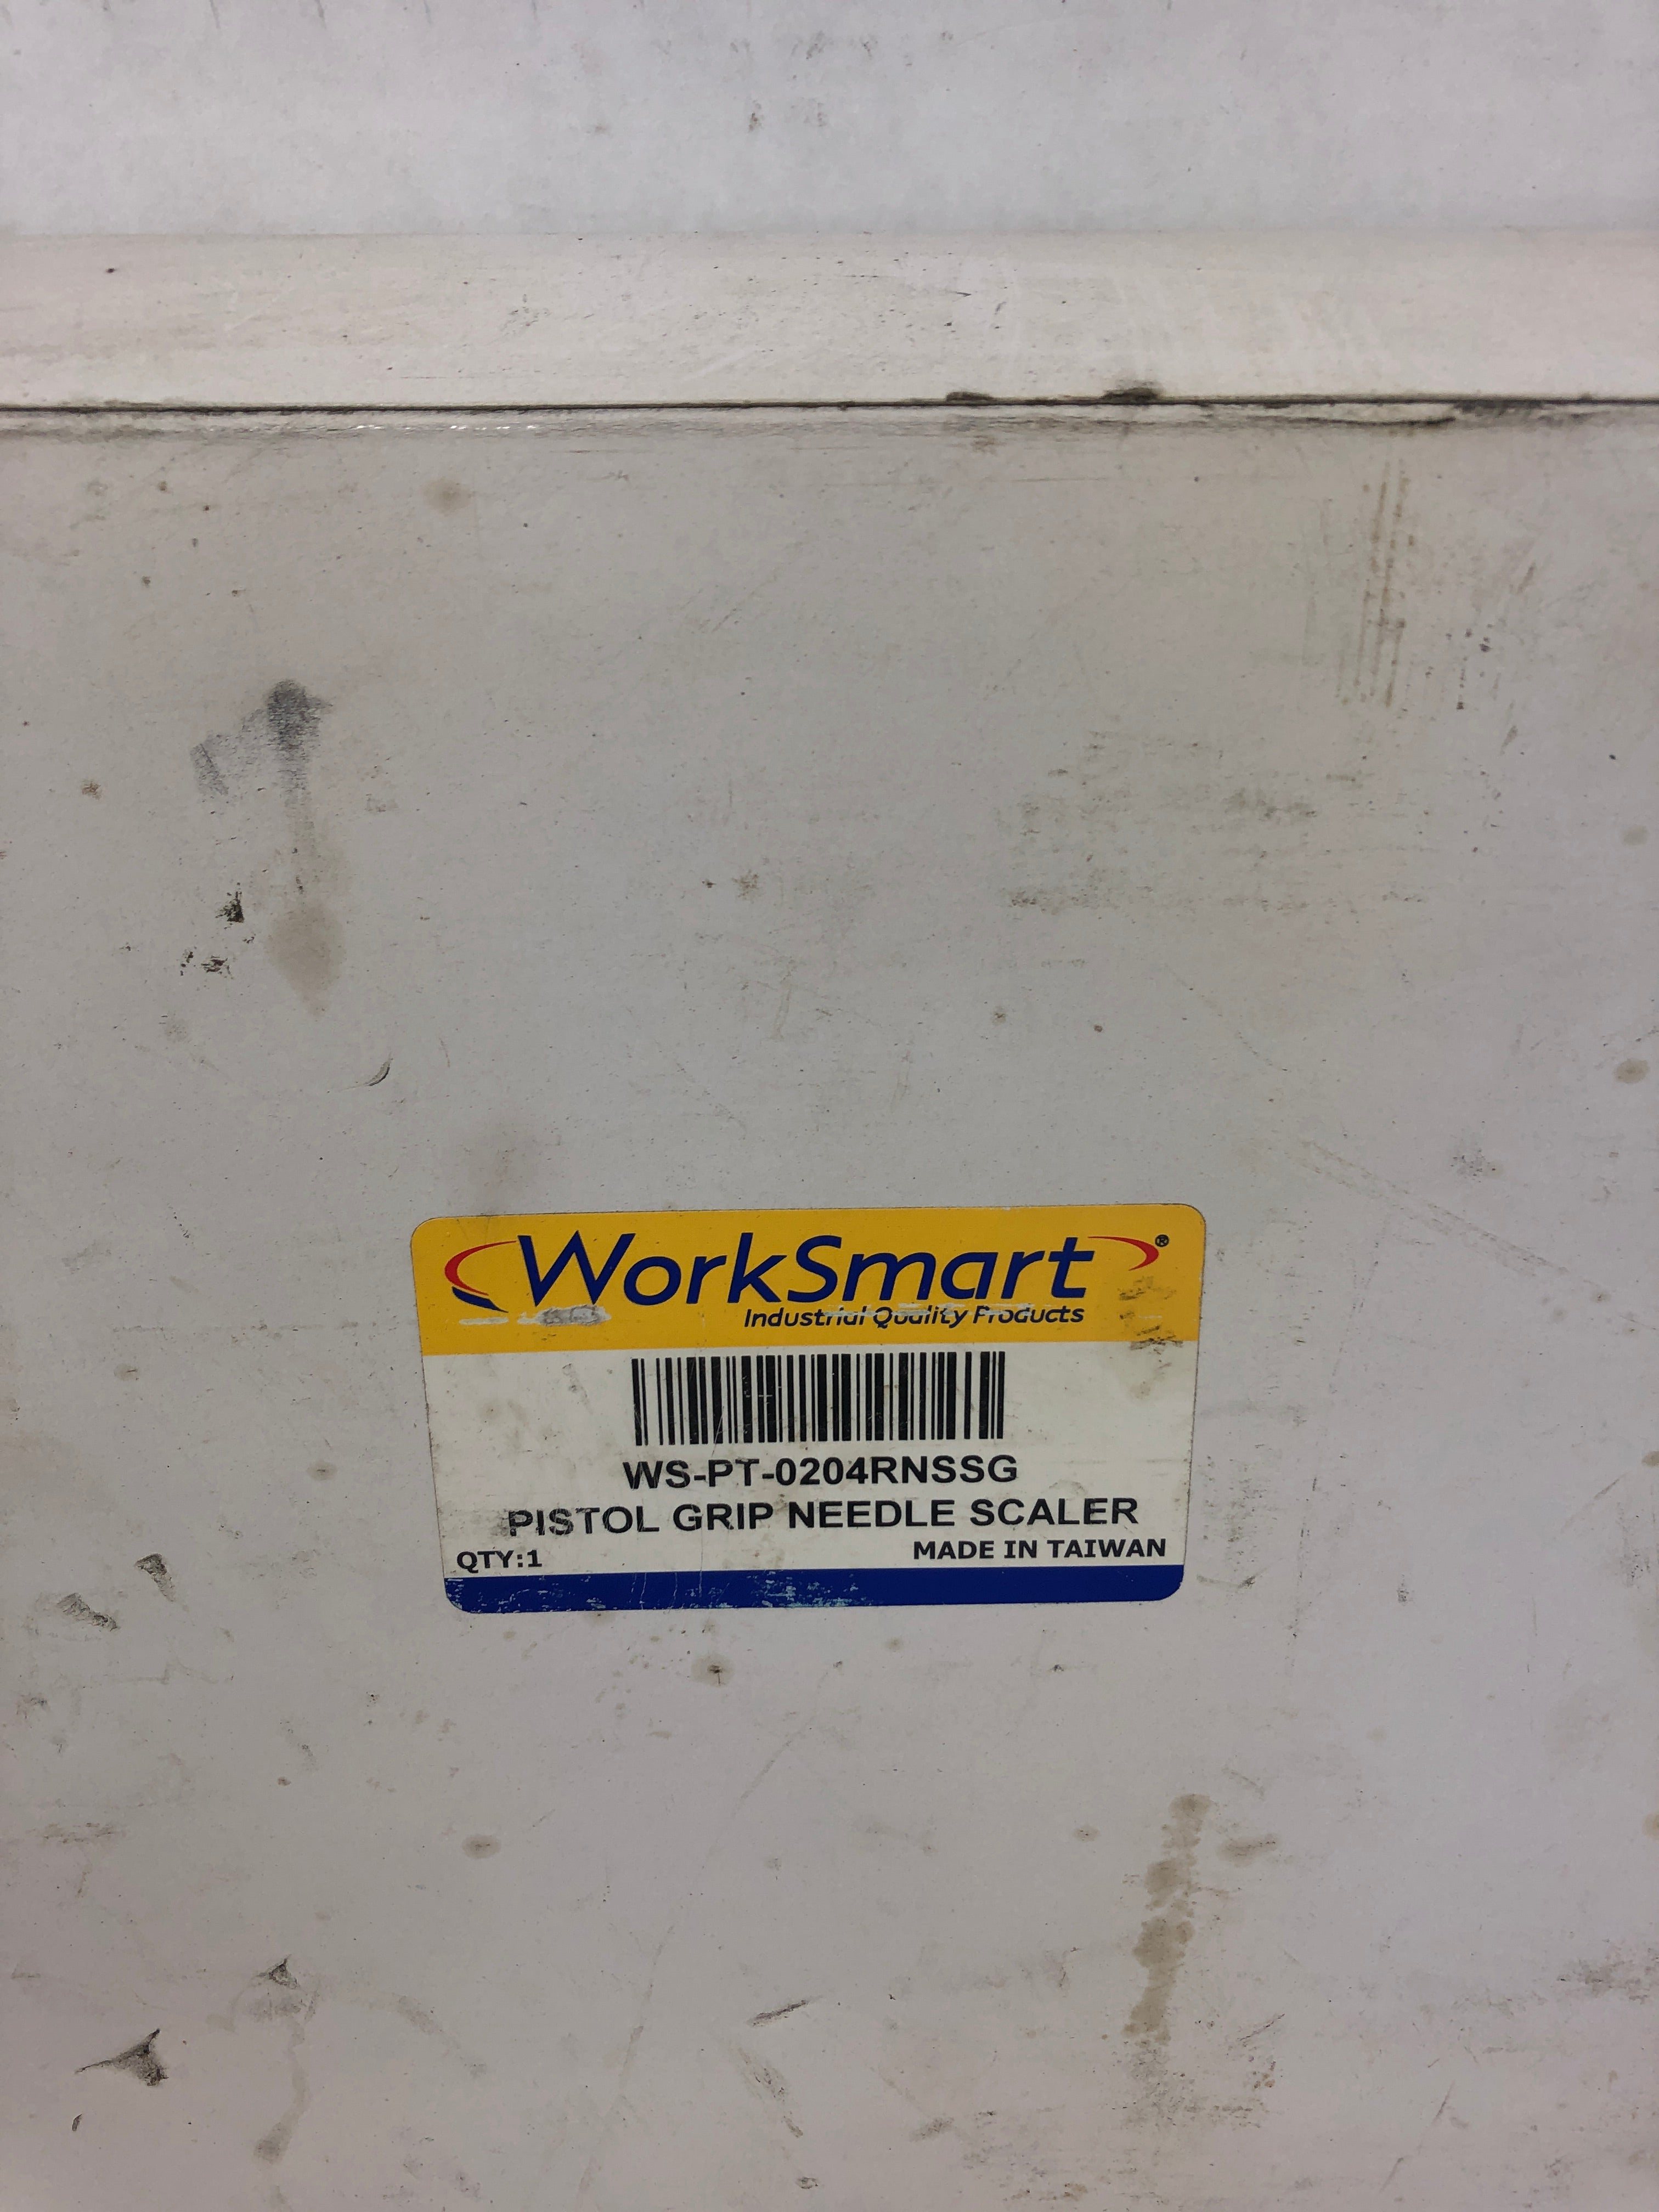 WorkSmart®
Industrial Quality Products
WS-PT-0204RNSSG
PISTOL GRIP NEEDLE SCALER
QTY:1 MADE IN TAIWAN